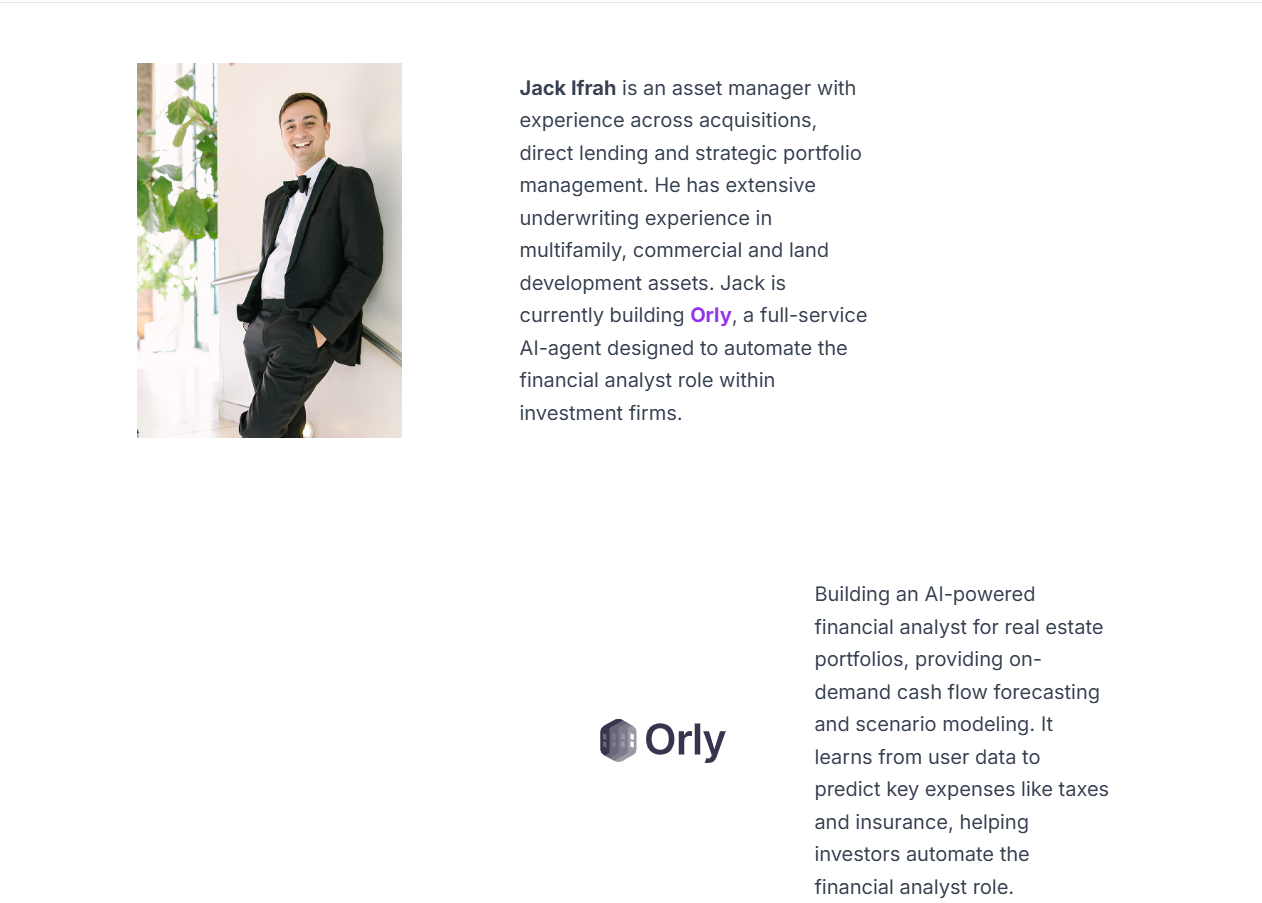 Jack Ifrah is an asset manager with
experience across acquisitions,
direct lending and strategic portfolio
management. He has extensive
underwriting experience in
multifamily, commercial and land
development assets. Jack is
currently building Orly, a full-service
AI-agent designed to automate the
financial analyst role within
investment firms.
Orly
Building an AI-powered
financial analyst for real estate
portfolios, providing on-
demand cash flow forecasting
and scenario modeling. It
learns from user data to
predict key expenses like taxes
and insurance, helping
investors automate the
financial analyst role.